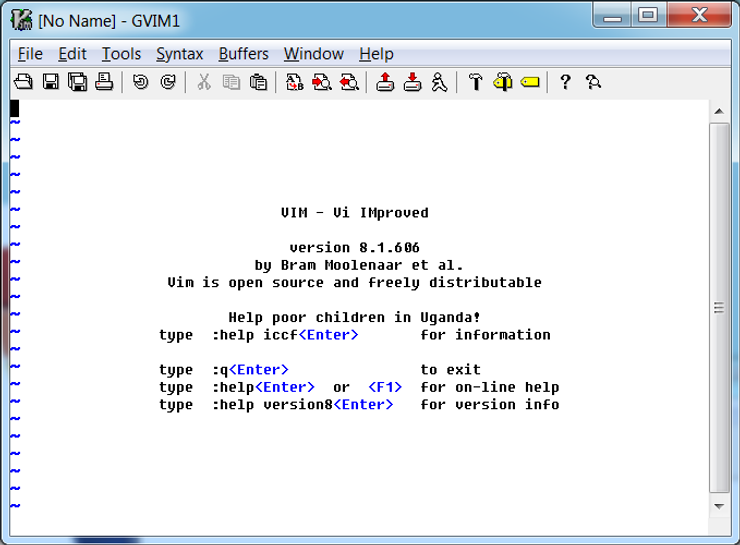 [No Name] - GVIM1
File Edit Tools Syntax Buffers Window Help
~
~
~
~
~
~ VIM - Vi IMproved
~
~ version 8.1.606
~ by Bram Moolenaar et al.
~ Vim is open source and freely distributable
~
~ Help poor children in Uganda!
~ type :help iccf<Enter> for information
~
~ type :q<Enter> to exit
~ type :help<Enter> or <F1> for on-line help
~ type :help version8<Enter> for version info
~
~
~
~
~
~